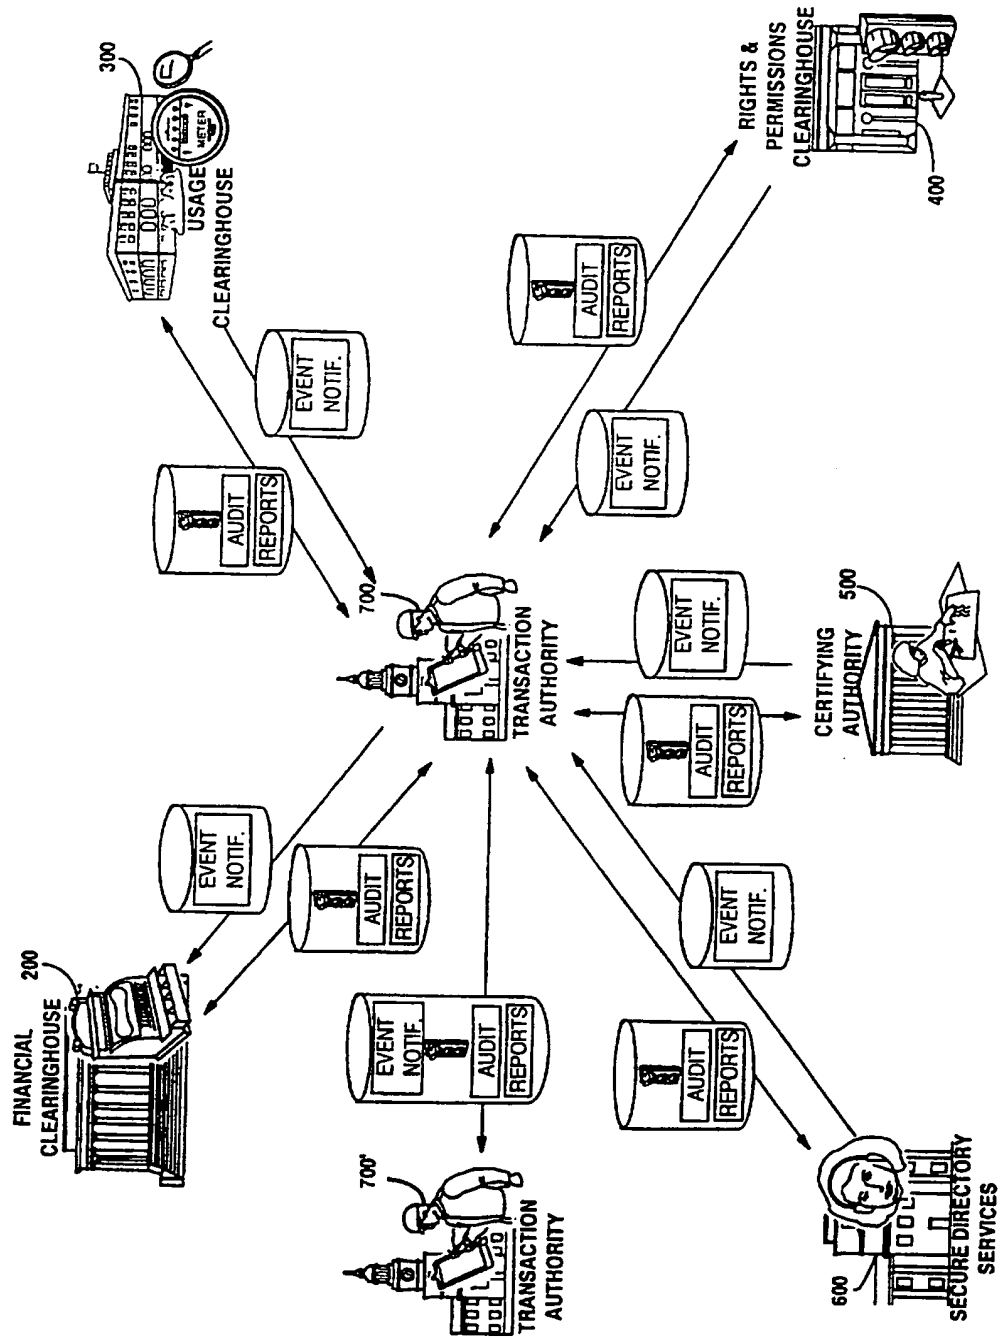 FINANCIAL
CLEARINGHOUSE
200
300
METER
USAGE
CLEARINGHOUSE
EVENT
NOTIF.
AUDIT
REPORTS
EVENT
NOTIF.
AUDIT
REPORTS
700'
TRANSACTION
AUTHORITY
EVENT
NOTIF.
AUDIT
REPORTS
700
TRANSACTION
AUTHORITY
EVENT
NOTIF.
AUDIT
REPORTS
AUDIT
REPORTS
EVENT
NOTIF.
AUDIT
REPORTS
EVENT
NOTIF.
RIGHTS &
PERMISSIONS
CLEARINGHOUSE
400
600
SECURE DIRECTORY
SERVICES
CERTIFYING
AUTHORITY
500